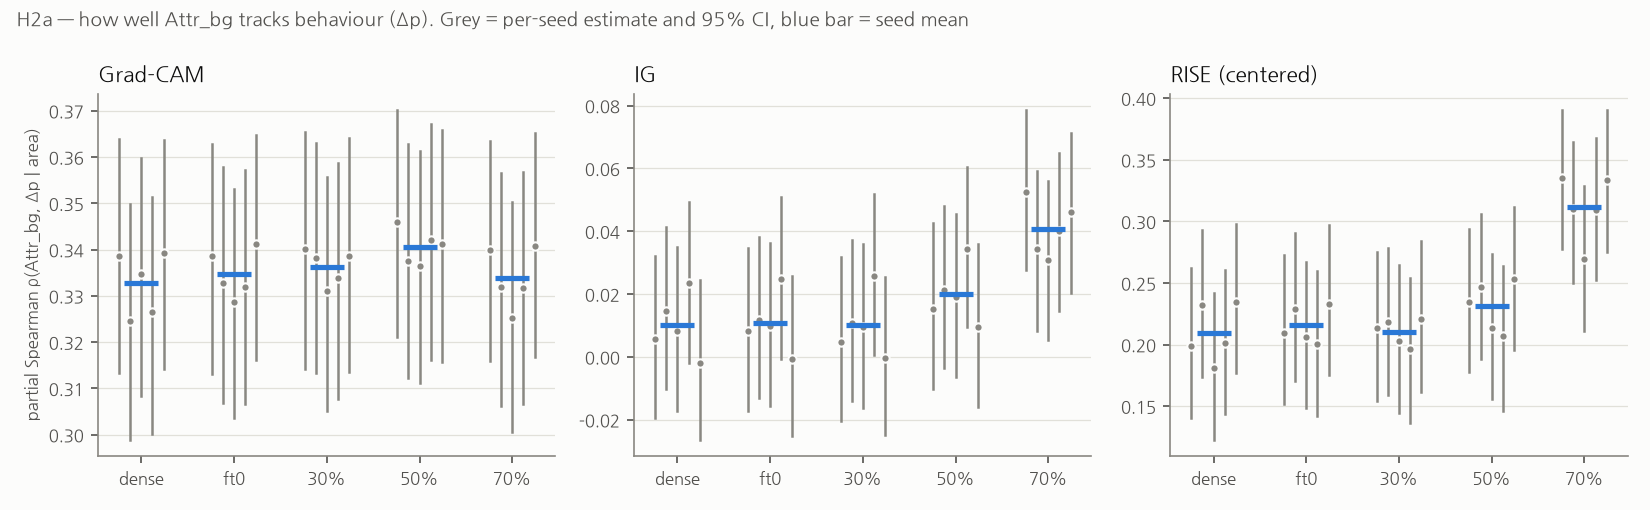 H2a — how well Attr_bg tracks behaviour (Δp). Grey = per-seed estimate and 95% CI, blue bar = seed mean
Grad-CAM
partial Spearman ρ(Attr_bg, Δp | area)
0.37
0.36
0.35
0.34
0.33
0.32
0.31
0.30
dense
ft0
30%
50%
70%
IG
0.08
0.06
0.04
0.02
0.00
-0.02
dense
ft0
30%
50%
70%
RISE (centered)
0.40
0.35
0.30
0.25
0.20
0.15
dense
ft0
30%
50%
70%